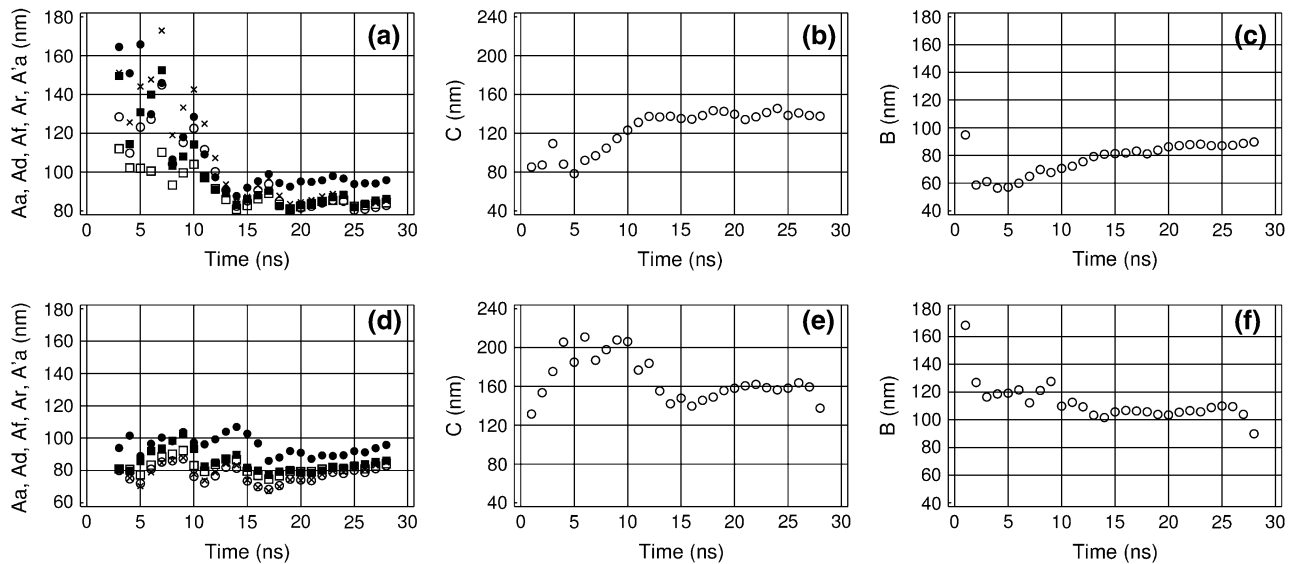 180 160 140 120 100 80
Aa, Ad, Af, Ar, A'a (nm)
(a)
0 5 10 15 20 25 30
Time (ns)
240 200 160 120 80 40
C (nm)
(b)
0 5 10 15 20 25 30
Time (ns)
180 160 140 120 100 80 60 40
B (nm)
(c)
0 5 10 15 20 25 30
Time (ns)
180 160 140 120 100 80 60
Aa, Ad, Af, Ar, A'a (nm)
(d)
0 5 10 15 20 25 30
Time (ns)
240 200 160 120 80 40
C (nm)
(e)
0 5 10 15 20 25 30
Time (ns)
180 160 140 120 100 80 60 40
B (nm)
(f)
0 5 10 15 20 25 30
Time (ns)